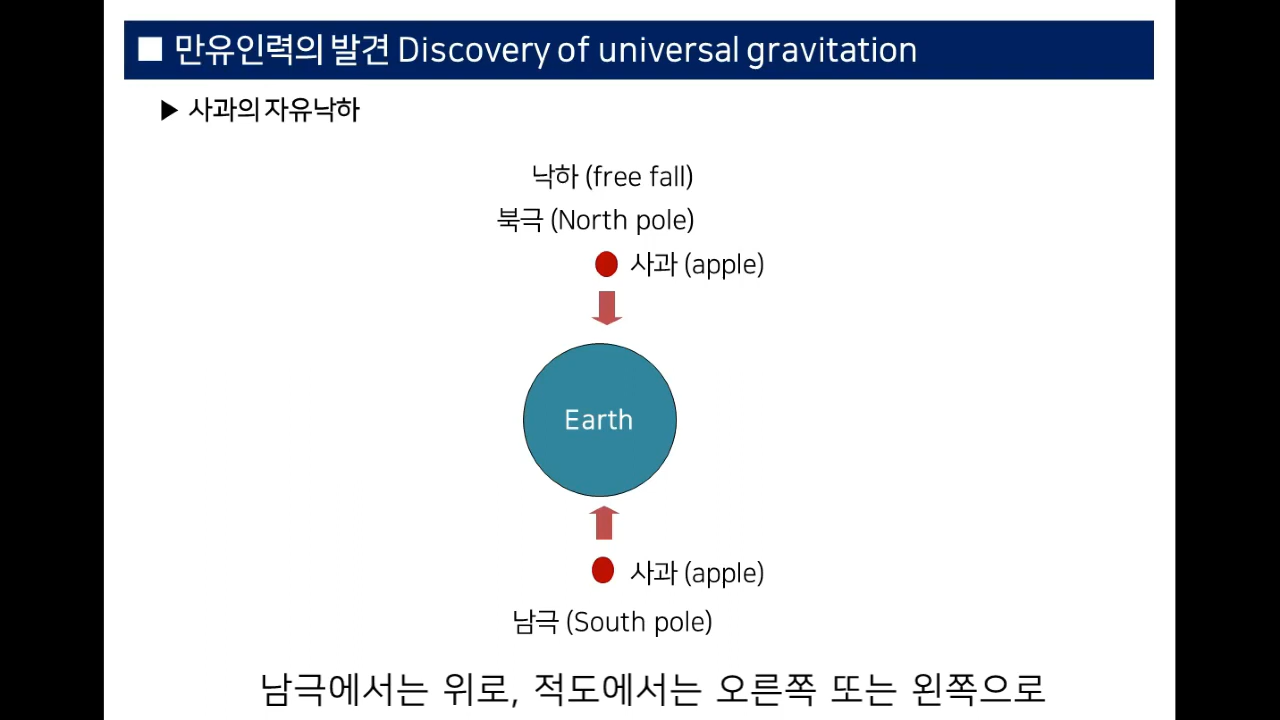 만유인력의 발견 Discovery of universal gravitation
사과의 자유낙하
낙하 (free fall)
북극 (North pole)
사과 (apple)
Earth
사과 (apple)
남극 (South pole)
남극에서는 위로, 적도에서는 오른쪽 또는 왼쪽으로